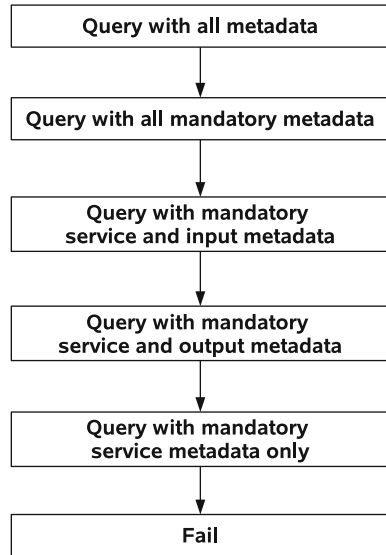 Query with all metadata
Query with all mandatory metadata
Query with mandatory
service and input metadata
Query with mandatory
service and output metadata
Query with mandatory
service metadata only
Fail